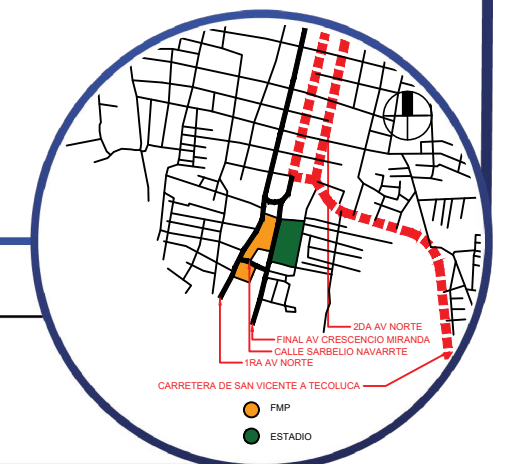 2DA AV NORTE
FINAL AV CRESCENCIO MIRANDA
CALLE SARBELIO NAVARRTE
1RA AV NORTE
CARRETERA DE SAN VICENTE A TECOLUCA
FMP
ESTADIO